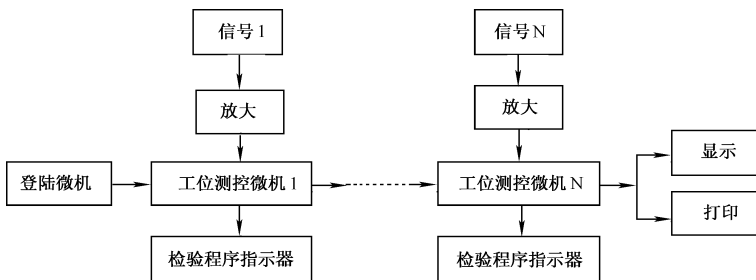 信号1
信号N
放大
放大
显示
登陆微机
工位测控微机1
工位测控微机N
打印
检验程序指示器
检验程序指示器